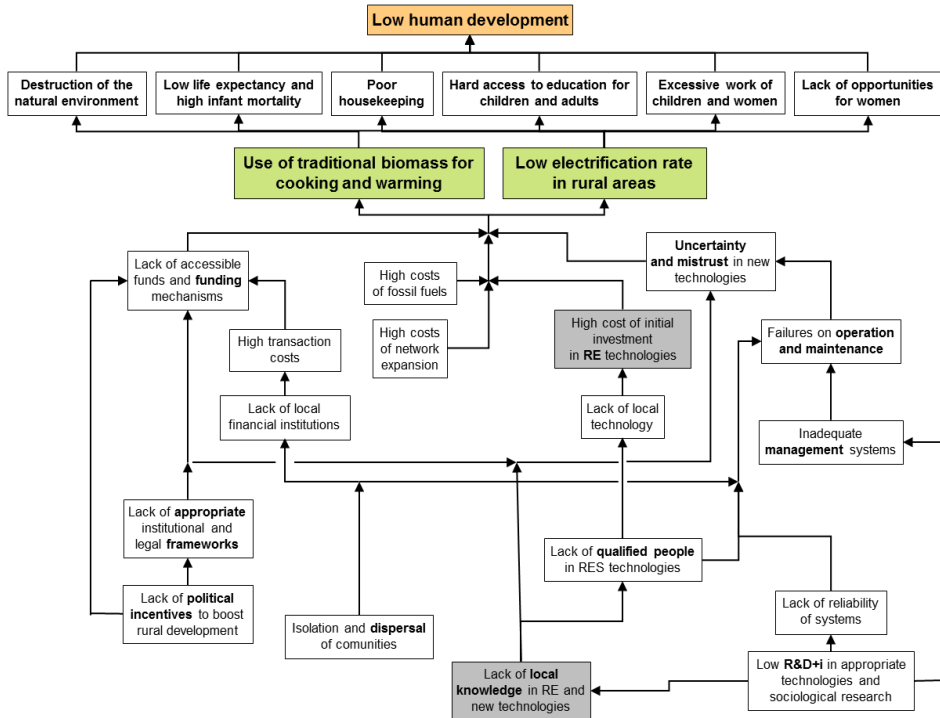 Low human development
Destruction of the
natural environment
Low life expectancy and
high infant mortality
Poor
housekeeping
Hard access to education for
children and adults
Excessive work of
children and women
Lack of opportunities
for women
Use of traditional biomass for
cooking and warming
Low electrification rate
in rural areas
Lack of accessible
funds and funding
mechanisms
High costs
of fossil fuels
Uncertainty
and mistrust in new
technologies
High transaction
costs
High costs
of network
expansion
High cost of initial
investment
in RE technologies
Failures on operation
and maintenance
Lack of local
financial institutions
Lack of local
technology
Inadequate
management systems
Lack of appropriate
institutional and
legal frameworks
Lack of qualified people
in RES technologies
Lack of political
incentives to boost
rural development
Isolation and dispersal
of comunities
Lack of reliability
of systems
Lack of local
knowledge in RE and
new technologies
Low R&D+i in appropriate
technologies and
sociological research